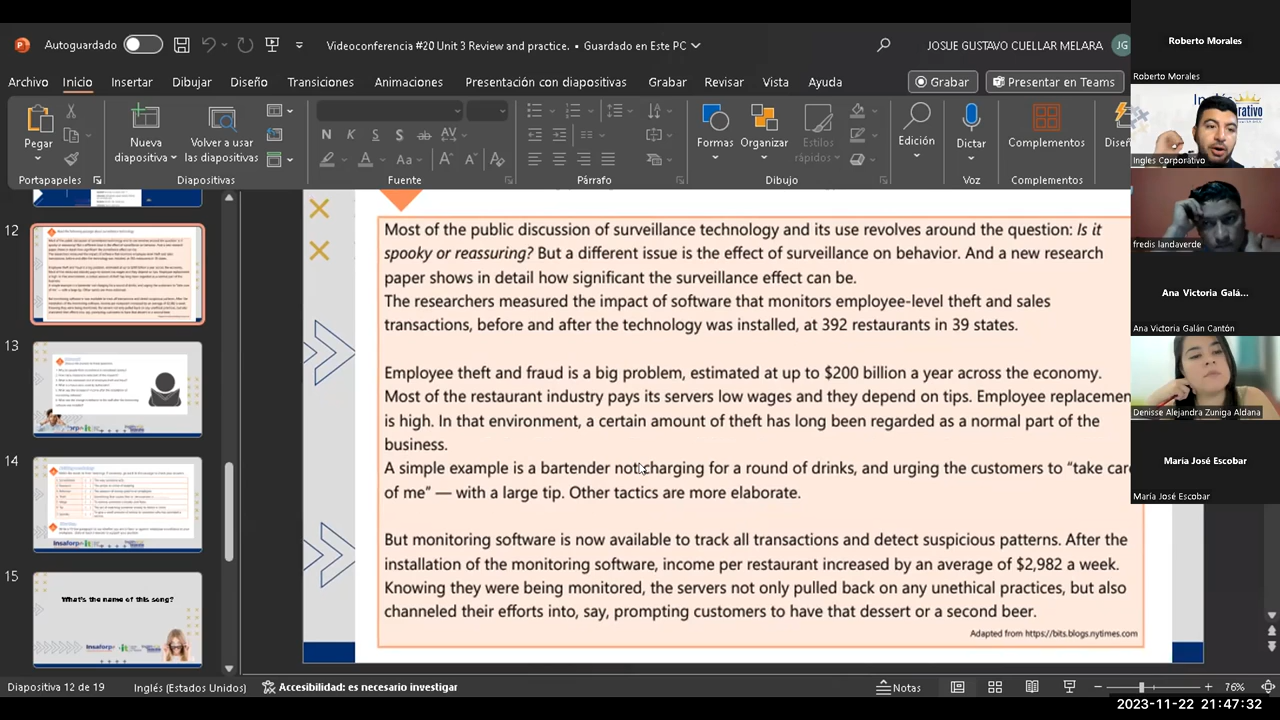 Autoguardado
Videoconferencia #20 Unit 3 Review and practice. • Guardado en Este PC
JOSUE GUSTAVO CUELLAR MELARA
JG
Archivo Inicio Insertar Dibujar Diseño Transiciones Animaciones Presentación con diapositivas Grabar Revisar Vista Ayuda
Grabar
Presentar en Teams
Pegar
Nueva diapositiva
Volver a usar las diapositivas
N K S S ab AV
Aa A A
Formas
Organizar
Estilos rápidos
Edición
Dictar
Complementos
Portapapeles
Diapositivas
Fuente
Párrafo
Dibujo
Voz
Complementos
12
13
14
15
What's the name of this song?
Most of the public discussion of surveillance technology and its use revolves around the question: Is it
spooky or reassuring? But a different issue is the effect of surveillance on behavior. And a new research
paper shows in detail how significant the surveillance effect can be.
The researchers measured the impact of software that monitors employee-level theft and sales
transactions, before and after the technology was installed, at 392 restaurants in 39 states.
Employee theft and fraud is a big problem, estimated at up to $200 billion a year across the economy.
Most of the restaurant industry pays its servers low wages and they depend on tips. Employee replacemen
is high. In that environment, a certain amount of theft has long been regarded as a normal part of the
business.
A simple example is a bartender not charging for a round of drinks, and urging the customers to “take car
of me” — with a large tip. Other tactics are more elaborate.
But monitoring software is now available to track all transactions and detect suspicious patterns. After the
installation of the monitoring software, income per restaurant increased by an average of $2,982 a week.
Knowing they were being monitored, the servers not only pulled back on any unethical practices, but also
channeled their efforts into, say, prompting customers to have that dessert or a second beer.
Adapted from https://bits.blogs.nytimes.com
Roberto Morales
Roberto Morales
Ingles Corporativo
fredis landaverde
Ana Victoria Galá...
Ana Victoria Galán Cantón
Denisse Alejandra Zuniga Aldana
Maria José Escobar
Maria José Escobar
Diapositiva 12 de 19
Inglés (Estados Unidos)
Accesibilidad: es necesario investigar
Notas
76%
2023-11-22 21:47:32